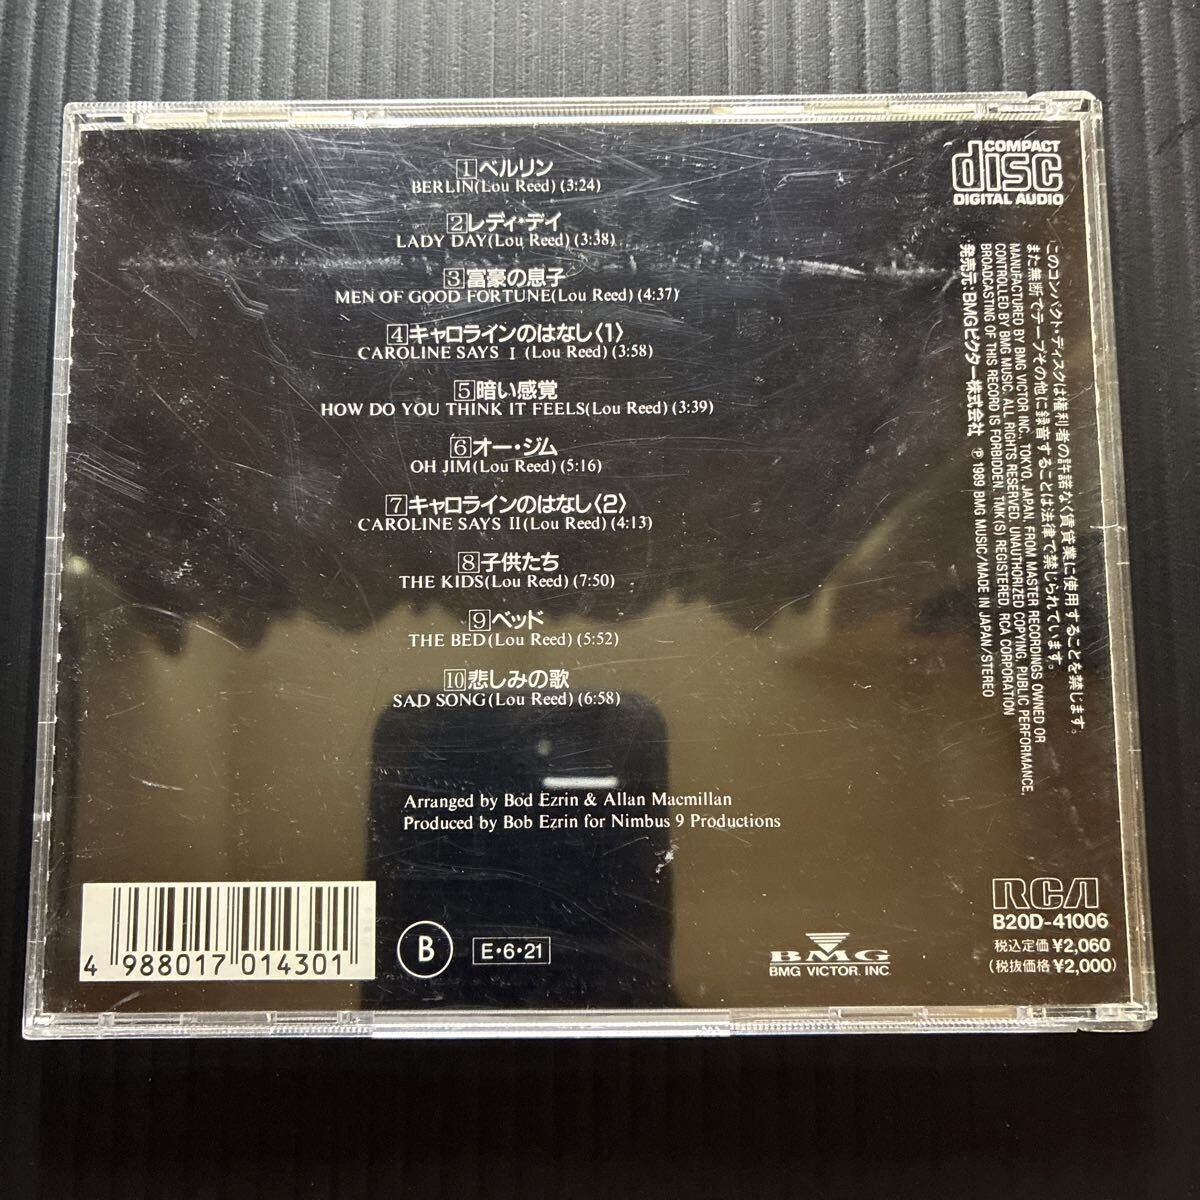 1 ベルリン
BERLIN(Lou Reed) (3:24)
2 レディ・デイ
LADY DAY(Lou Reed) (3:38)
3 富豪の息子
MEN OF GOOD FORTUNE(Lou Reed) (4:37)
4 キャロラインのはなし〈1〉
CAROLINE SAYS I (Lou Reed) (3:58)
5 暗い感覚
HOW DO YOU THINK IT FEELS(Lou Reed) (3:39)
6 オー・ジム
OH JIM(Lou Reed) (5:16)
7 キャロラインのはなし〈2〉
CAROLINE SAYS II(Lou Reed) (4:13)
8 子供たち
THE KIDS(Lou Reed) (7:50)
9 ベッド
THE BED(Lou Reed) (5:52)
10 悲しみの歌
SAD SONG(Lou Reed) (6:58)
Arranged by Bod Ezrin & Allan Macmillan
Produced by Bob Ezrin for Nimbus 9 Productions
COMPACT
disc
DIGITAL AUDIO
このコンパクト・ディスクは権利者の許諾なく賃貸業に使用することを禁じます。
また無断でテープその他に録音することは法律で禁じられています。
MANUFACTURED BY BMG VICTOR INC. TOKYO, JAPAN, FROM MASTER RECORDINGS OWNED OR
CONTROLLED BY BMG MUSIC. ALL RIGHTS RESERVED. UNAUTHORIZED COPYING, PUBLIC PERFORMANCE,
BROADCASTING OF THIS RECORD IS FORBIDDEN. TMK(S) REGISTERED. RCA CORPORATION
発売元:BMGビクター株式会社 ℗ 1989 BMG MUSIC/MADE IN JAPAN/STEREO
4 988017 014301
B
E・6・21
BMG
BMG VICTOR. INC.
RCA
B20D-41006
税込定価 ¥2,060
(税抜価格 ¥2,000)